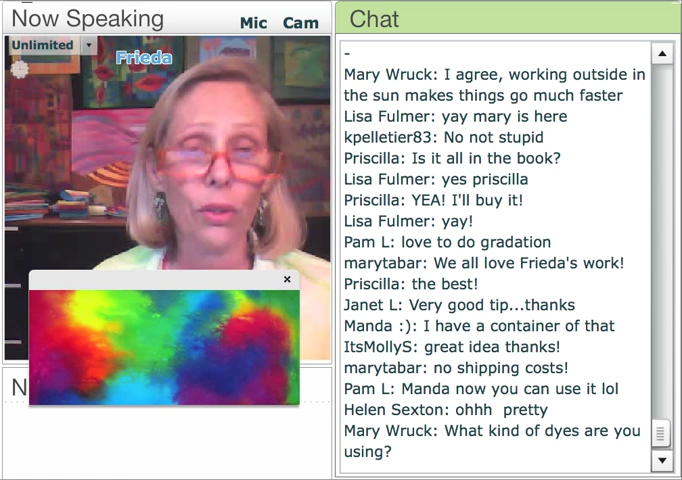 Now Speaking
Mic
Cam
Unlimited
Frieda
N
Chat
-
Mary Wruck: I agree, working outside in
the sun makes things go much faster
Lisa Fulmer: yay mary is here
kpelletier83: No not stupid
Priscilla: Is it all in the book?
Lisa Fulmer: yes priscilla
Priscilla: YEA! I'll buy it!
Lisa Fulmer: yay!
Pam L: love to do gradation
marytabar: We all love Frieda's work!
Priscilla: the best!
Janet L: Very good tip...thanks
Manda :): I have a container of that
ItsMollyS: great idea thanks!
marytabar: no shipping costs!
Pam L: Manda now you can use it lol
Helen Sexton: ohhh  pretty
Mary Wruck: What kind of dyes are you
using?